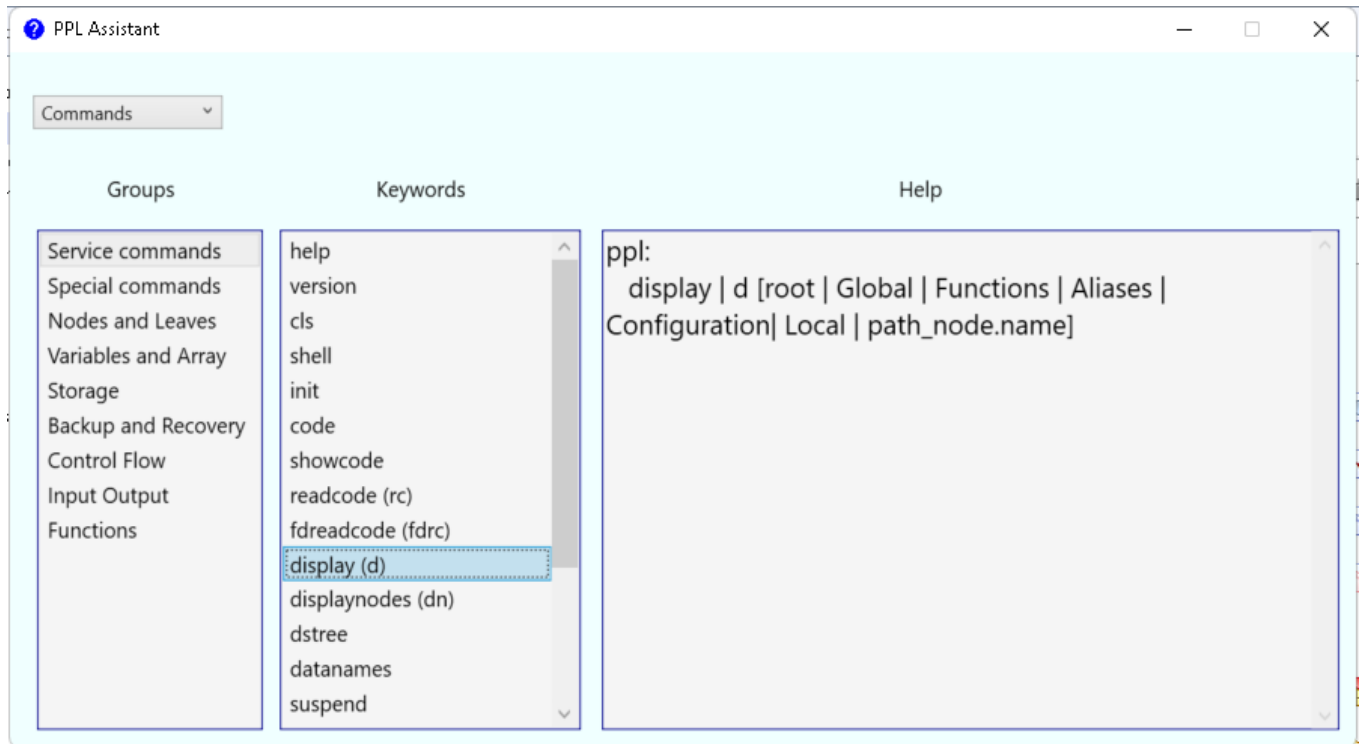 PPL Assistant
Commands
Groups
Keywords
Help
Service commands
Special commands
Nodes and Leaves
Variables and Array
Storage
Backup and Recovery
Control Flow
Input Output
Functions
help
version
cls
shell
init
code
showcode
readcode (rc)
fdreadcode (fdrc)
display (d)
displaynodes (dn)
dstree
datanames
suspend
ppl:
display | d [root | Global | Functions | Aliases |
Configuration| Local | path_node.name]